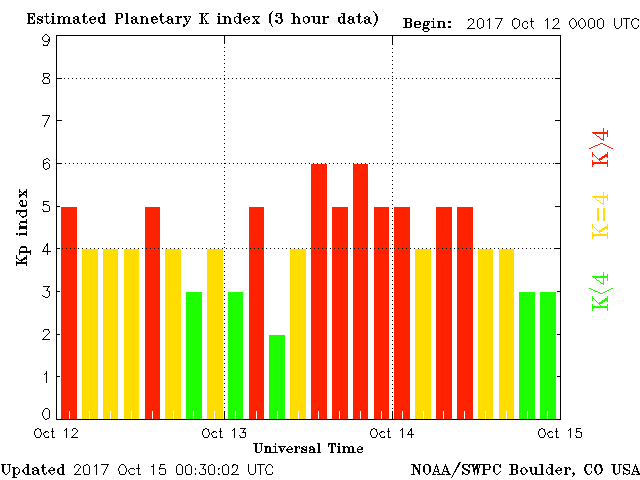 Estimated Planetary K index (3 hour data)
Begin: 2017 Oct 12 0000 UTC
9
8
7
6
5
4
3
2
1
0
Kp index
K>4
K=4
K<4
Oct 12
Oct 13
Oct 14
Oct 15
Universal Time
Updated 2017 Oct 15 00:30:02 UTC
NOAA/SWPC Boulder, CO USA